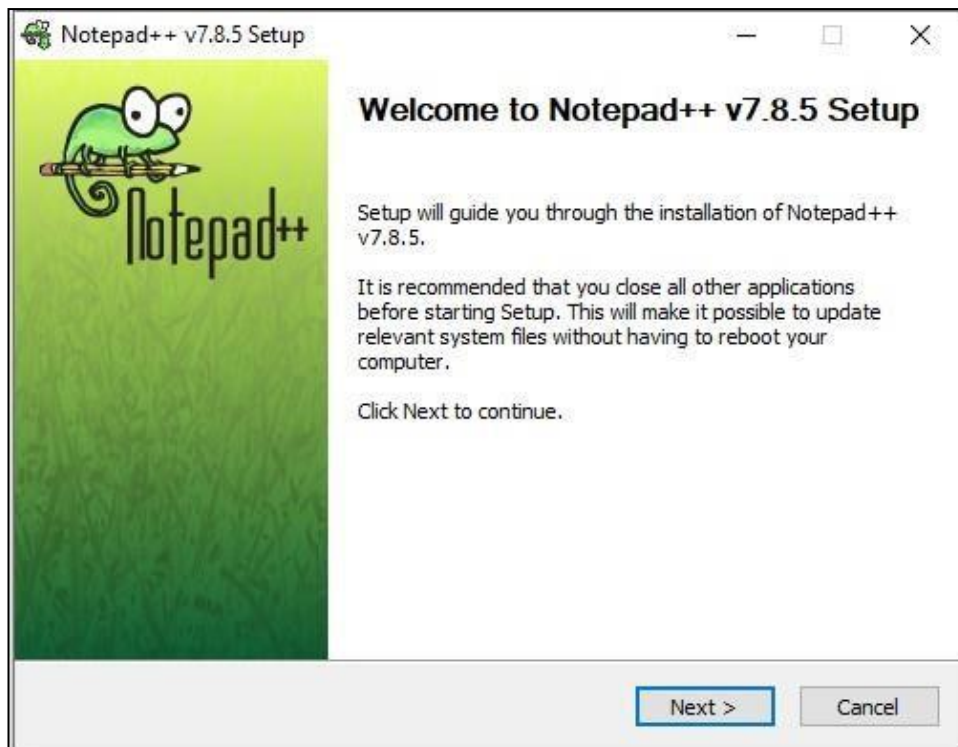 Notepad++ v7.8.5 Setup
Welcome to Notepad++ v7.8.5 Setup
Notepad++
Setup will guide you through the installation of Notepad++
v7.8.5.
It is recommended that you close all other applications
before starting Setup. This will make it possible to update
relevant system files without having to reboot your
computer.
Click Next to continue.
Next >
Cancel